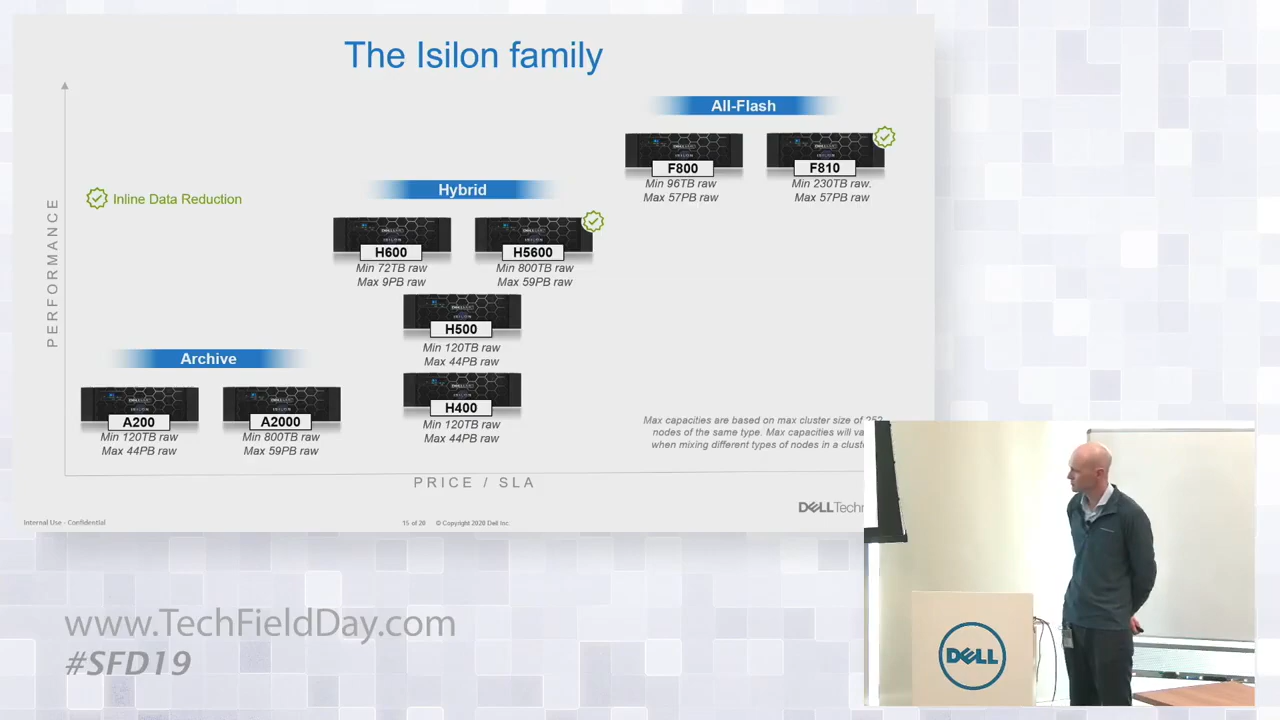 The Isilon family
All-Flash
F800
Min 96TB raw
Max 57PB raw
F810
Min 230TB raw.
Max 57PB raw
Inline Data Reduction
Hybrid
H600
Min 72TB raw
Max 9PB raw
H5600
Min 800TB raw
Max 59PB raw
H500
Min 120TB raw
Max 44PB raw
H400
Min 120TB raw
Max 44PB raw
Archive
A200
Min 120TB raw
Max 44PB raw
A2000
Min 800TB raw
Max 59PB raw
PERFORMANCE
PRICE / SLA
Max capacities are based on max cluster size of 252
nodes of the same type. Max capacities will
when mixing different types of nodes in a
DELL
Internal Use - Confidential
15 of 20
© Copyright 2020 Dell Inc.
www.TechFieldDay.com
#SFD19
DELL